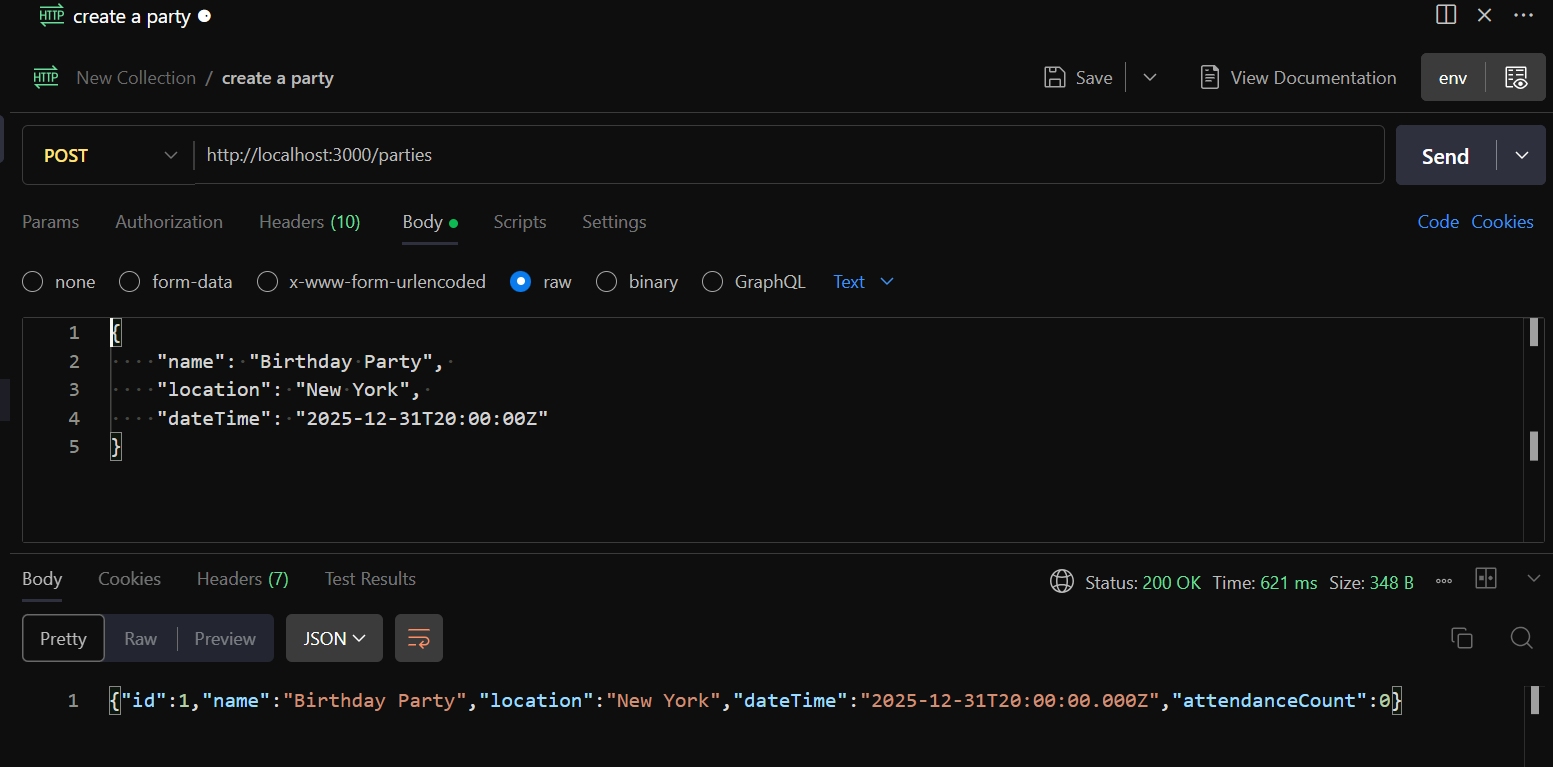 HTTP create a party
HTTP New Collection / create a party Save View Documentation env
POST http://localhost:3000/parties Send
Params Authorization Headers (10) Body Scripts Settings Code Cookies
none form-data x-www-form-urlencoded raw binary GraphQL Text
1 {
2 "name": "Birthday Party",
3 "location": "New York",
4 "dateTime": "2025-12-31T20:00:00Z"
5 }
Body Cookies Headers (7) Test Results Status: 200 OK Time: 621 ms Size: 348 B
Pretty Raw Preview JSON
1 {"id":1,"name":"Birthday Party","location":"New York","dateTime":"2025-12-31T20:00:00.000Z","attendanceCount":0}